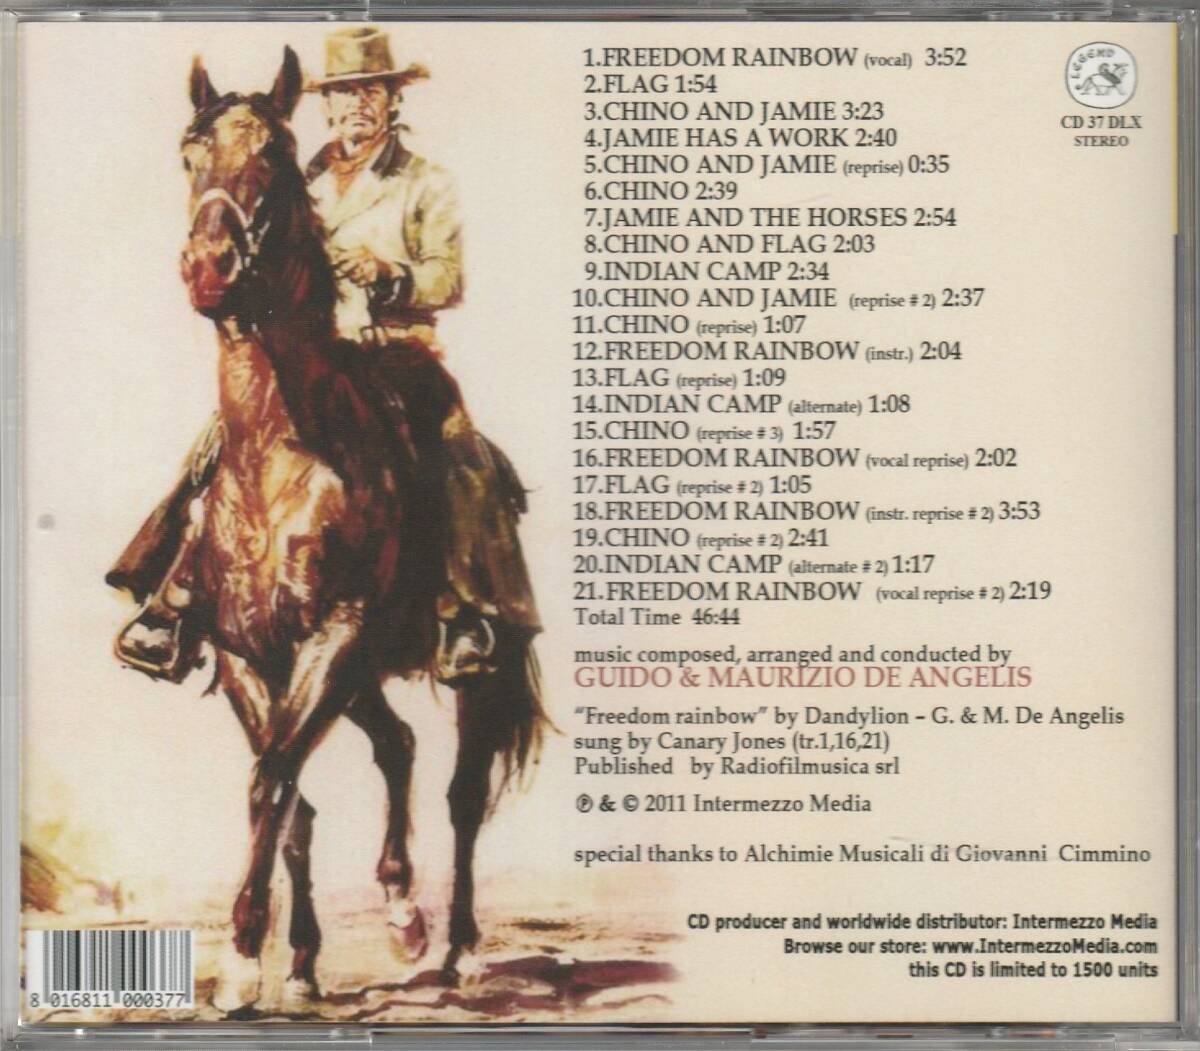 1.FREEDOM RAINBOW (vocal) 3:52
2.FLAG 1:54
3.CHINO AND JAMIE 3:23
4.JAMIE HAS A WORK 2:40
5.CHINO AND JAMIE (reprise) 0:35
6.CHINO 2:39
7.JAMIE AND THE HORSES 2:54
8.CHINO AND FLAG 2:03
9.INDIAN CAMP 2:34
10.CHINO AND JAMIE (reprise # 2) 2:37
11.CHINO (reprise) 1:07
12.FREEDOM RAINBOW (instr.) 2:04
13.FLAG (reprise) 1:09
14.INDIAN CAMP (alternate) 1:08
15.CHINO (reprise # 3) 1:57
16.FREEDOM RAINBOW (vocal reprise) 2:02
17.FLAG (reprise # 2) 1:05
18.FREEDOM RAINBOW (instr. reprise # 2) 3:53
19.CHINO (reprise # 2) 2:41
20.INDIAN CAMP (alternate # 2) 1:17
21.FREEDOM RAINBOW (vocal reprise # 2) 2:19
Total Time 46:44
LEGEND
CD 37 DLX
STEREO
music composed, arranged and conducted by
GUIDO & MAURIZIO DE ANGELIS
“Freedom rainbow” by Dandylion – G. & M. De Angelis
sung by Canary Jones (tr.1,16,21)
Published by Radiofilmusica srl
℗ & © 2011 Intermezzo Media
special thanks to Alchimie Musicali di Giovanni Cimmino
CD producer and worldwide distributor: Intermezzo Media
Browse our store: www.IntermezzoMedia.com
this CD is limited to 1500 units
8 016811 000377